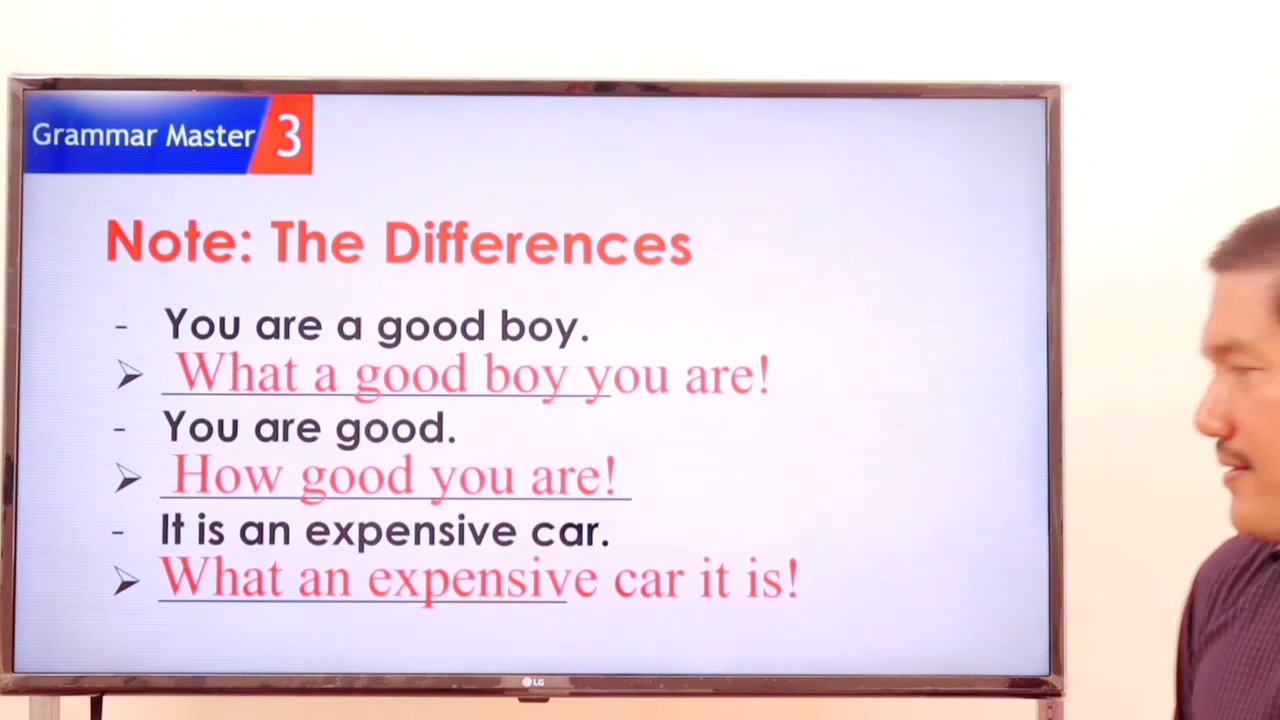 Grammar Master 3
Note: The Differences
- You are a good boy.
➢ What a good boy you are!
- You are good.
➢ How good you are!
- It is an expensive car.
➢ What an expensive car it is!
LG